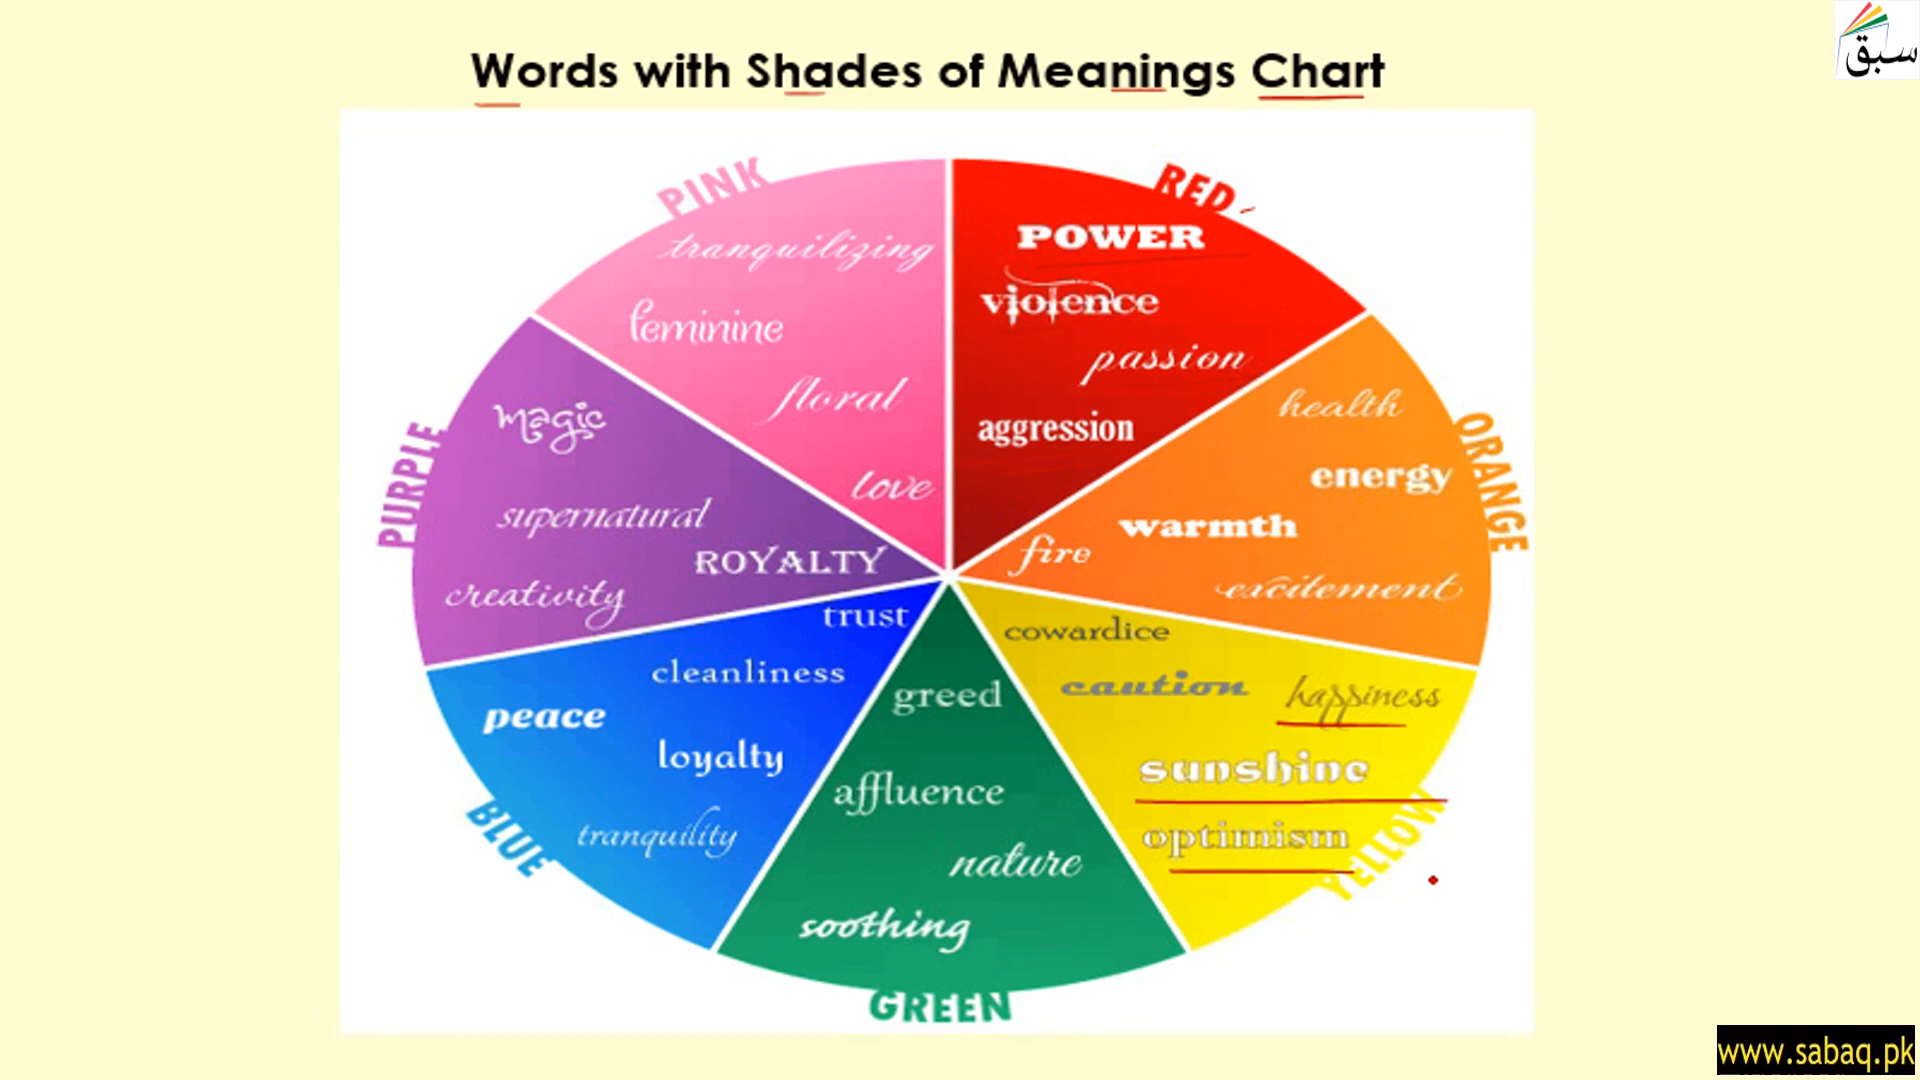 سبق
Words with Shades of Meanings Chart
PINK
tranquilizing
feminine
floral
love
RED
POWER
violence
passion
aggression
ORANGE
health
energy
warmth
fire
excitement
YELLOW
cowardice
caution
happiness
sunshine
optimism
GREEN
greed
affluence
nature
soothing
BLUE
trust
cleanliness
peace
loyalty
tranquility
PURPLE
magic
supernatural
ROYALTY
creativity
www.sabaq.pk